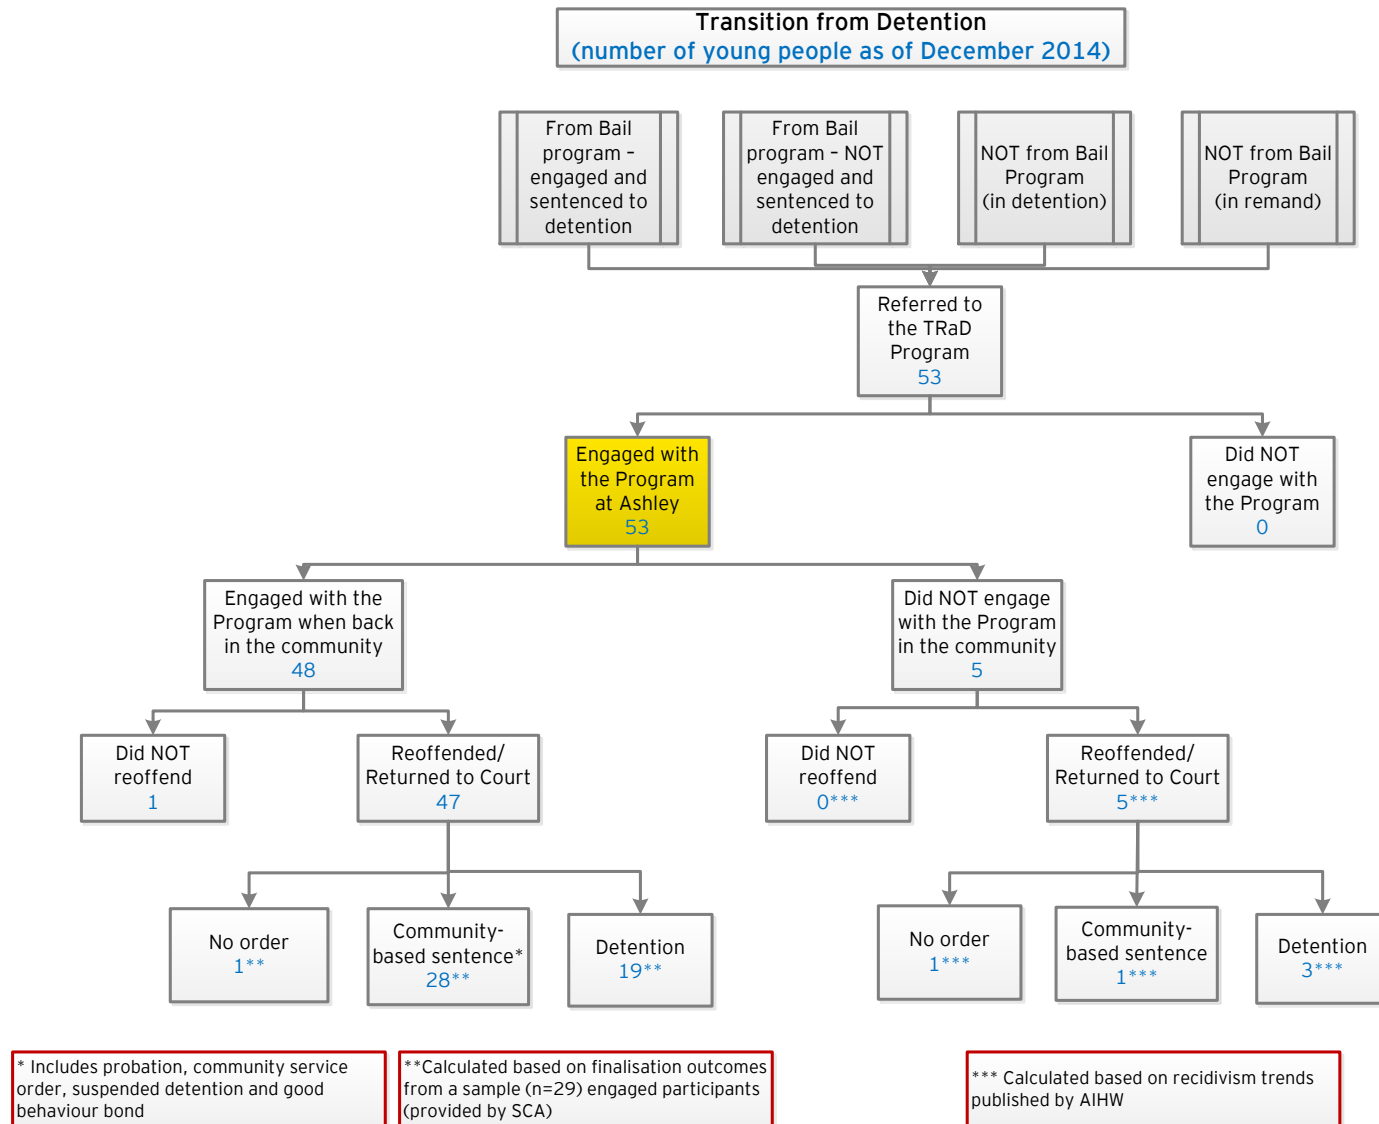 Transition from Detention
(number of young people as of December 2014)
From Bail
program –
engaged and
sentenced to
detention
From Bail
program – NOT
engaged and
sentenced to
detention
NOT from Bail
Program
(in detention)
NOT from Bail
Program
(in remand)
Referred to
the TRaD
Program
53
Engaged with
the Program
at Ashley
53
Did NOT
engage with
the Program
0
Engaged with the
Program when back
in the community
48
Did NOT engage
with the Program
in the community
5
Did NOT
reoffend
1
Reoffended/
Returned to Court
47
Did NOT
reoffend
0***
Reoffended/
Returned to Court
5***
No order
1**
Community-
based sentence*
28**
Detention
19**
No order
1***
Community-
based sentence
1***
Detention
3***
* Includes probation, community service
order, suspended detention and good
behaviour bond
**Calculated based on finalisation outcomes
from a sample (n=29) engaged participants
(provided by SCA)
*** Calculated based on recidivism trends
published by AIHW